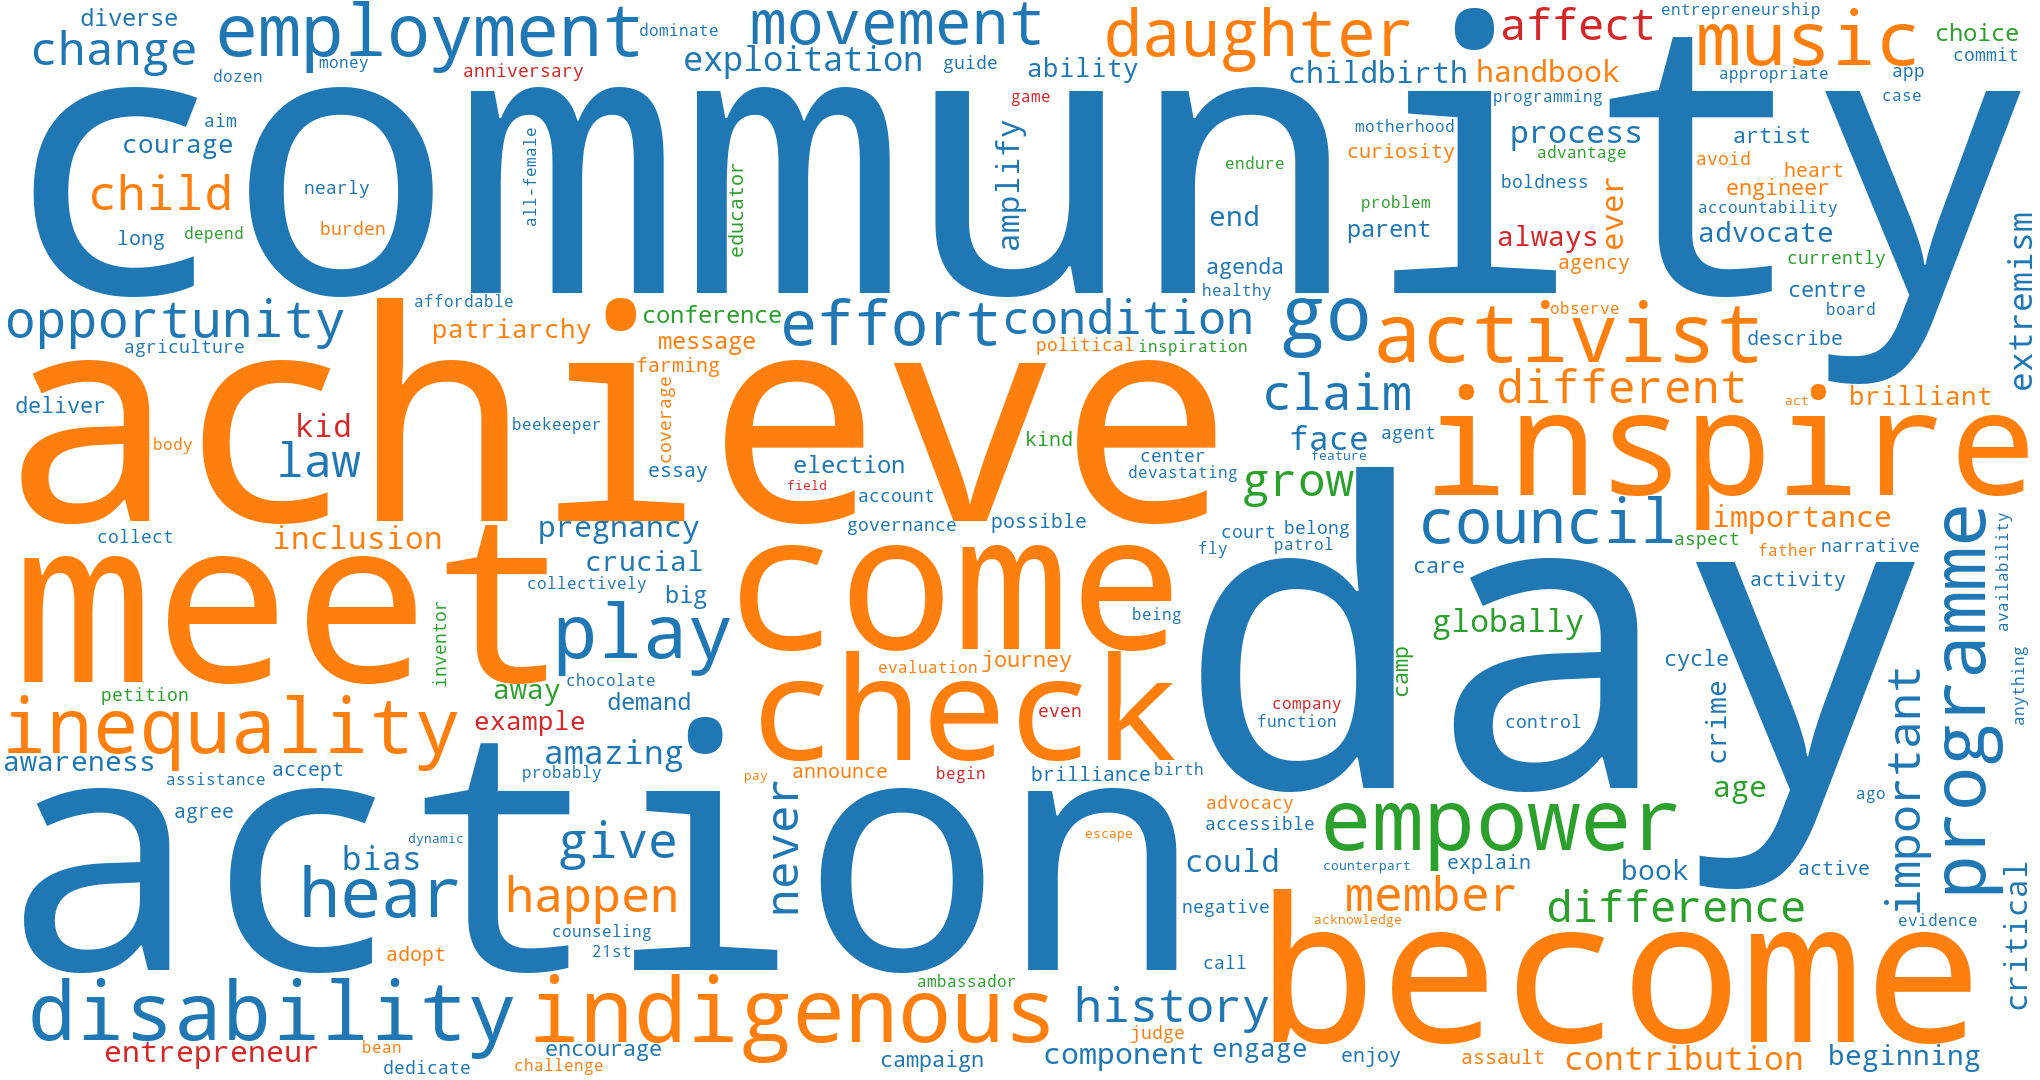 diverse
employment
dominate
movement
daughter
affect
entrepreneurship
music
choice
change
dozen
money
anniversary
exploitation
guide
ability
childbirth
handbook
appropriate
app
commit
community
game
programming
case
aim
courage
all-female
educator
amplify
motherhood
curiosity
process
advantage
artist
avoid
heart
child
nearly
endure
boldness
engineer
problem
accountability
long
depend
burden
end
parent
always
ever
advocate
extremism
agenda
agency
currently
healthy
centre
opportunity
affordable
patriarchy
conference
effort
condition
go
activist
observe
board
agriculture
message
farming
political
inspiration
describe
achieve
deliver
kid
law
body
beekeeper
coverage
essay
claim
different
act
brilliant
inspire
kind
face
agent
feature
election
field
account
center
devastating
grow
collect
inclusion
pregnancy
governance
possible
court
belong
fly
patrol
council
importance
aspect
father
narrative
programme
availability
meet
crucial
collectively
big
come
day
care
activity
inventor
play
being
globally
petition
away
chocolate
demand
evaluation
journey
camp
cycle
crime
important
anything
inequality
example
check
even
company
function
control
awareness
assistance
accept
amazing
probably
pay
announce
begin
brilliance
birth
age
ago
agree
action
dynamic
bias
give
never
escape
advocacy
accessible
empower
hear
happen
could
counterpart
explain
book
active
critical
member
difference
negative
acknowledge
evidence
counseling
adopt
21st
call
become
disability
indigenous
ambassador
history
judge
entrepreneur
bean
dedicate
encourage
challenge
campaign
component
engage
enjoy
assault
contribution
beginning